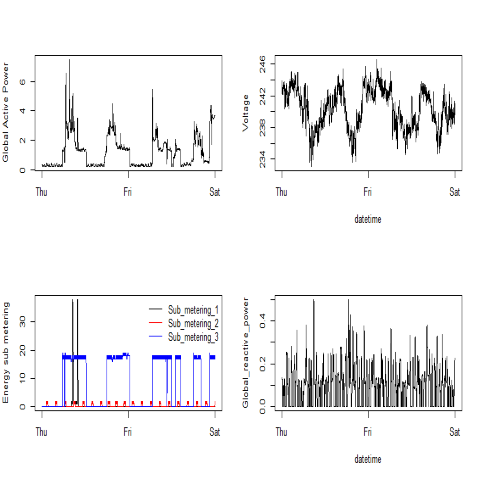 Global Active Power
0 2 4 6
Thu Fri Sat
Voltage
234 238 242 246
Thu Fri Sat
datetime
Energy sub metering
0 10 20 30
Sub_metering_1
Sub_metering_2
Sub_metering_3
Thu Fri Sat
Global_reactive_power
0.0 0.2 0.4
Thu Fri Sat
datetime